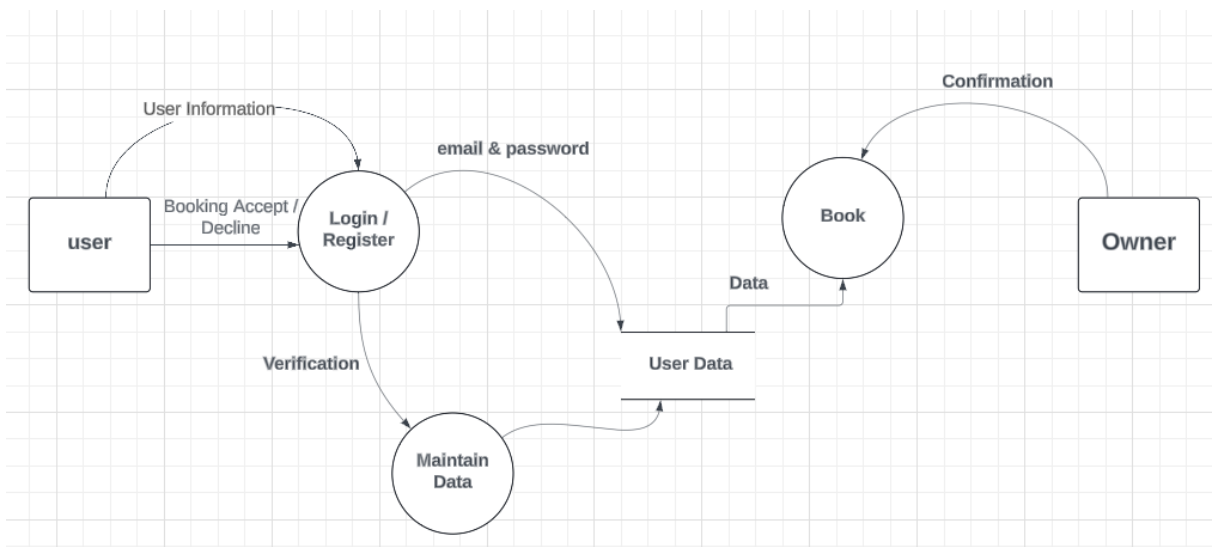 Confirmation
User Information
email & password
Booking Accept /
Decline
user
Login /
Register
Book
Owner
Data
Verification
User Data
Maintain
Data